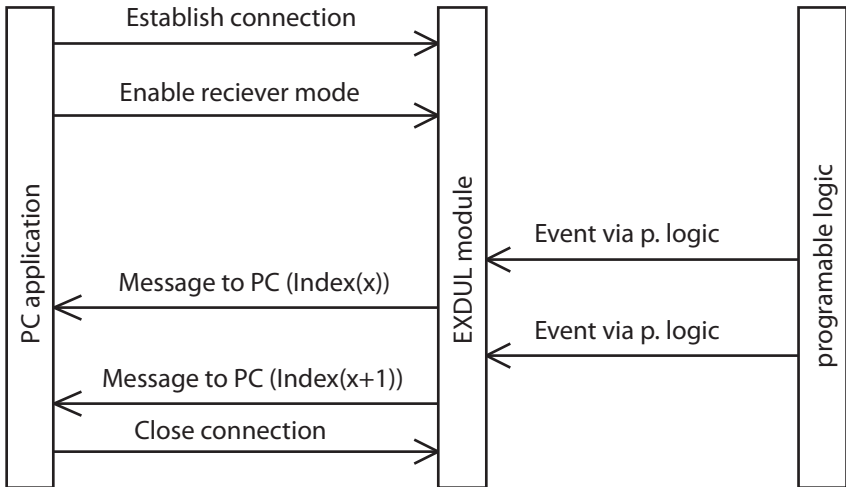 Establish connection
Enable reciever mode
PC application
EXDUL module
programable logic
Event via p. logic
Message to PC (Index(x))
Event via p. logic
Message to PC (Index(x+1))
Close connection